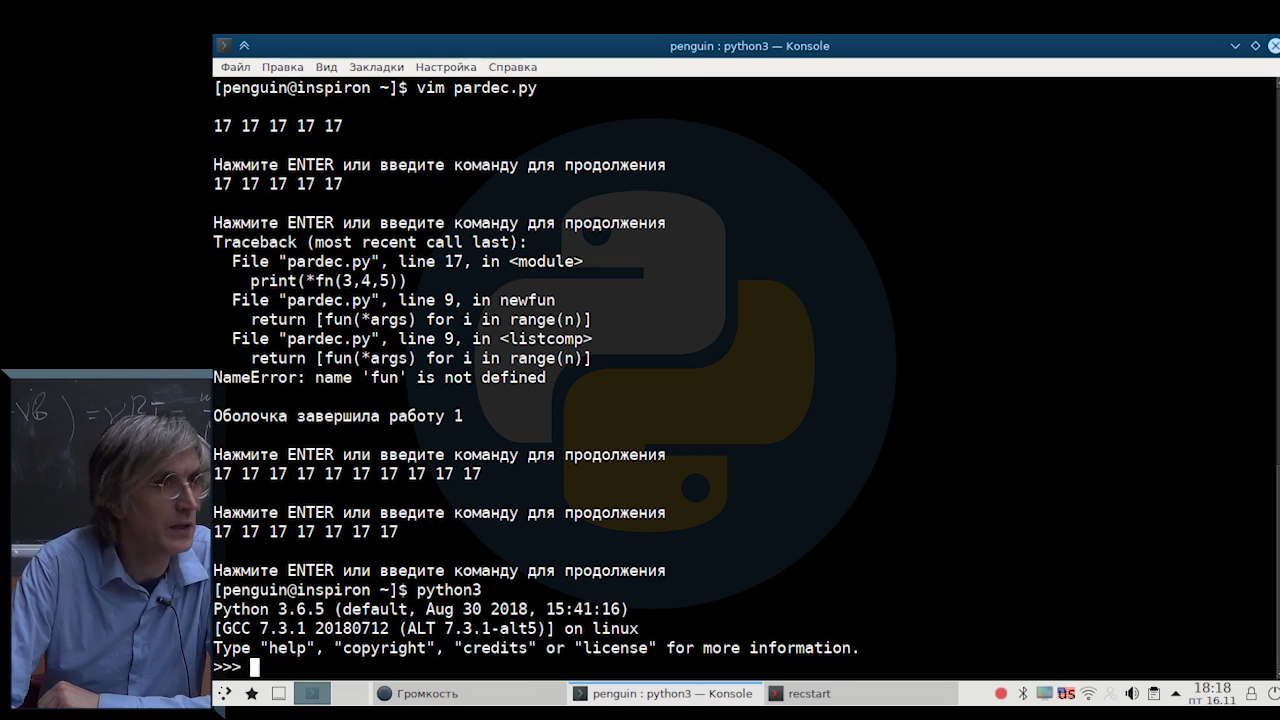 penguin : python3 — Konsole
Файл Правка Вид Закладки Настройка Справка
[penguin@inspiron ~]$ vim pardec.py
17 17 17 17 17
Нажмите ENTER или введите команду для продолжения
17 17 17 17 17
Нажмите ENTER или введите команду для продолжения
Traceback (most recent call last):
  File "pardec.py", line 17, in <module>
    print(*fn(3,4,5))
  File "pardec.py", line 9, in newfun
    return [fun(*args) for i in range(n)]
  File "pardec.py", line 9, in <listcomp>
    return [fun(*args) for i in range(n)]
NameError: name 'fun' is not defined
Оболочка завершила работу 1
Нажмите ENTER или введите команду для продолжения
17 17 17 17 17 17 17 17 17 17
Нажмите ENTER или введите команду для продолжения
17 17 17 17 17 17 17
Нажмите ENTER или введите команду для продолжения
[penguin@inspiron ~]$ python3
Python 3.6.5 (default, Aug 30 2018, 15:41:16)
[GCC 7.3.1 20180712 (ALT 7.3.1-alt5)] on linux
Type "help", "copyright", "credits" or "license" for more information.
>>>
Громкость penguin : python3 — Konsole recstart us 18:18
пт 16.11